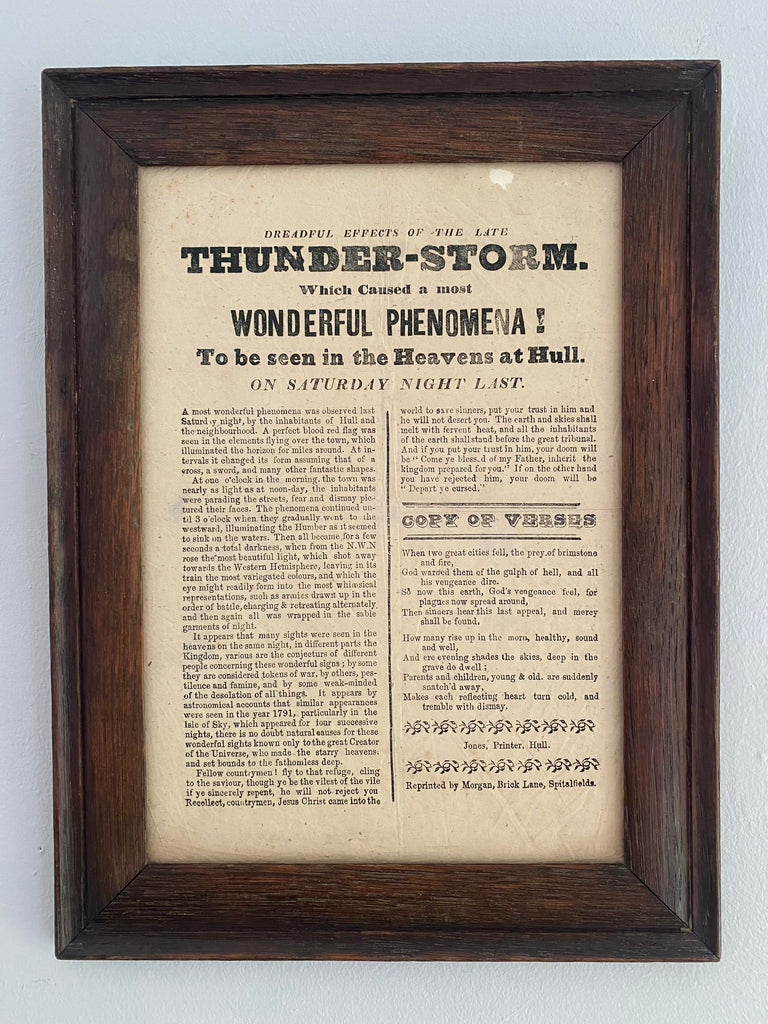 DREADFUL EFFECTS OF THE LATE
THUNDER-STORM.
Which Caused a most
WONDERFUL PHENOMENA !
To be seen in the Heavens at Hull.
ON SATURDAY NIGHT LAST.
A most wonderful phenomena was observed last
Saturday night, by the inhabitants of Hull and
the neighbourhood. A perfect blood red flag was
seen in the elements flying over the town, which
illuminated the horizon for miles around. At in-
tervals it changed its form assuming that of a
cross, a sword, and many other fantastic shapes.
At one o'clock in the morning. the town was
nearly as light as at noon-day, the inhabitants
were parading the streets, fear and dismay pic-
tured their faces. The phenomena continued un-
til 3 o'clock when they gradually went to the
westward, illuminating the Humber as it seemed
to sink on the waters. Then all became for a few
seconds a total darkness, when from the N.W.N
rose the most beautiful light, which shot away
towards the Western Hemisphere, leaving in its
train the most variegated colours, and which the
eye might readily form into the most whimsical
representations, such as armies drawn up in the
order of battle, charging & retreating alternately,
and then again all was wrapped in the sable
garments of night.
It appears that many sights were seen in the
heavens on the same night, in different parts the
Kingdom, various are the conjecturs of different
people concerning these wonderful signs ; by some
they are considered tokens of war, by others, pes-
tilence and famine, and by some weak-minded
of the desolation of all things. It appears by
astronomical accounts that similar appearances
were seen in the year 1791, particularly in the
Isle of Sky, which appeared for four successive
nights, there is no doubt natural causes for these
wonderful sights known only to the great Creator
of the Universe, who made the starry heavens,
and set bounds to the fathomless deep.
Fellow countymen ! fly to that refuge, cling
to the saviour, though ye be the vilest of the vile
if ye sincerely repent, he will not reject you
Recollect, countrymen, Jesus Christ came into the
world to save sinners, put your trust in him and
he will not desert you. The earth and skies shall
melt with fervent heat, and all the inhabitants
of the earth shall stand before the great tribunal.
And if you put your trust in him, your doom will
be " Come ye bless.d of my Father, inherit the
kingdom prepared for you." If on the other hand
you have rejected him, your doom will be
" Depart ye cursed."
COPY OF VERSES
When two great cities fell, the prey of brimstone
and fire,
God warned them of the gulph of hell, and all
his vengeance dire.
So now this earth, God's vengeance feel, for
plagues now spread around,
Then sinners hear this last appeal, and mercy
shall be found.
How many rise up in the morn, healthy, sound
and well,
And ere evening shades the skies, deep in the
grave do dwell ;
Parents and children, young & old. are suddenly
snatch'd away,
Makes each reflecting heart turn cold, and
tremble with dismay.
Jones, Printer, Hull.
Reprinted by Morgan, Brick Lane, Spitalfields.